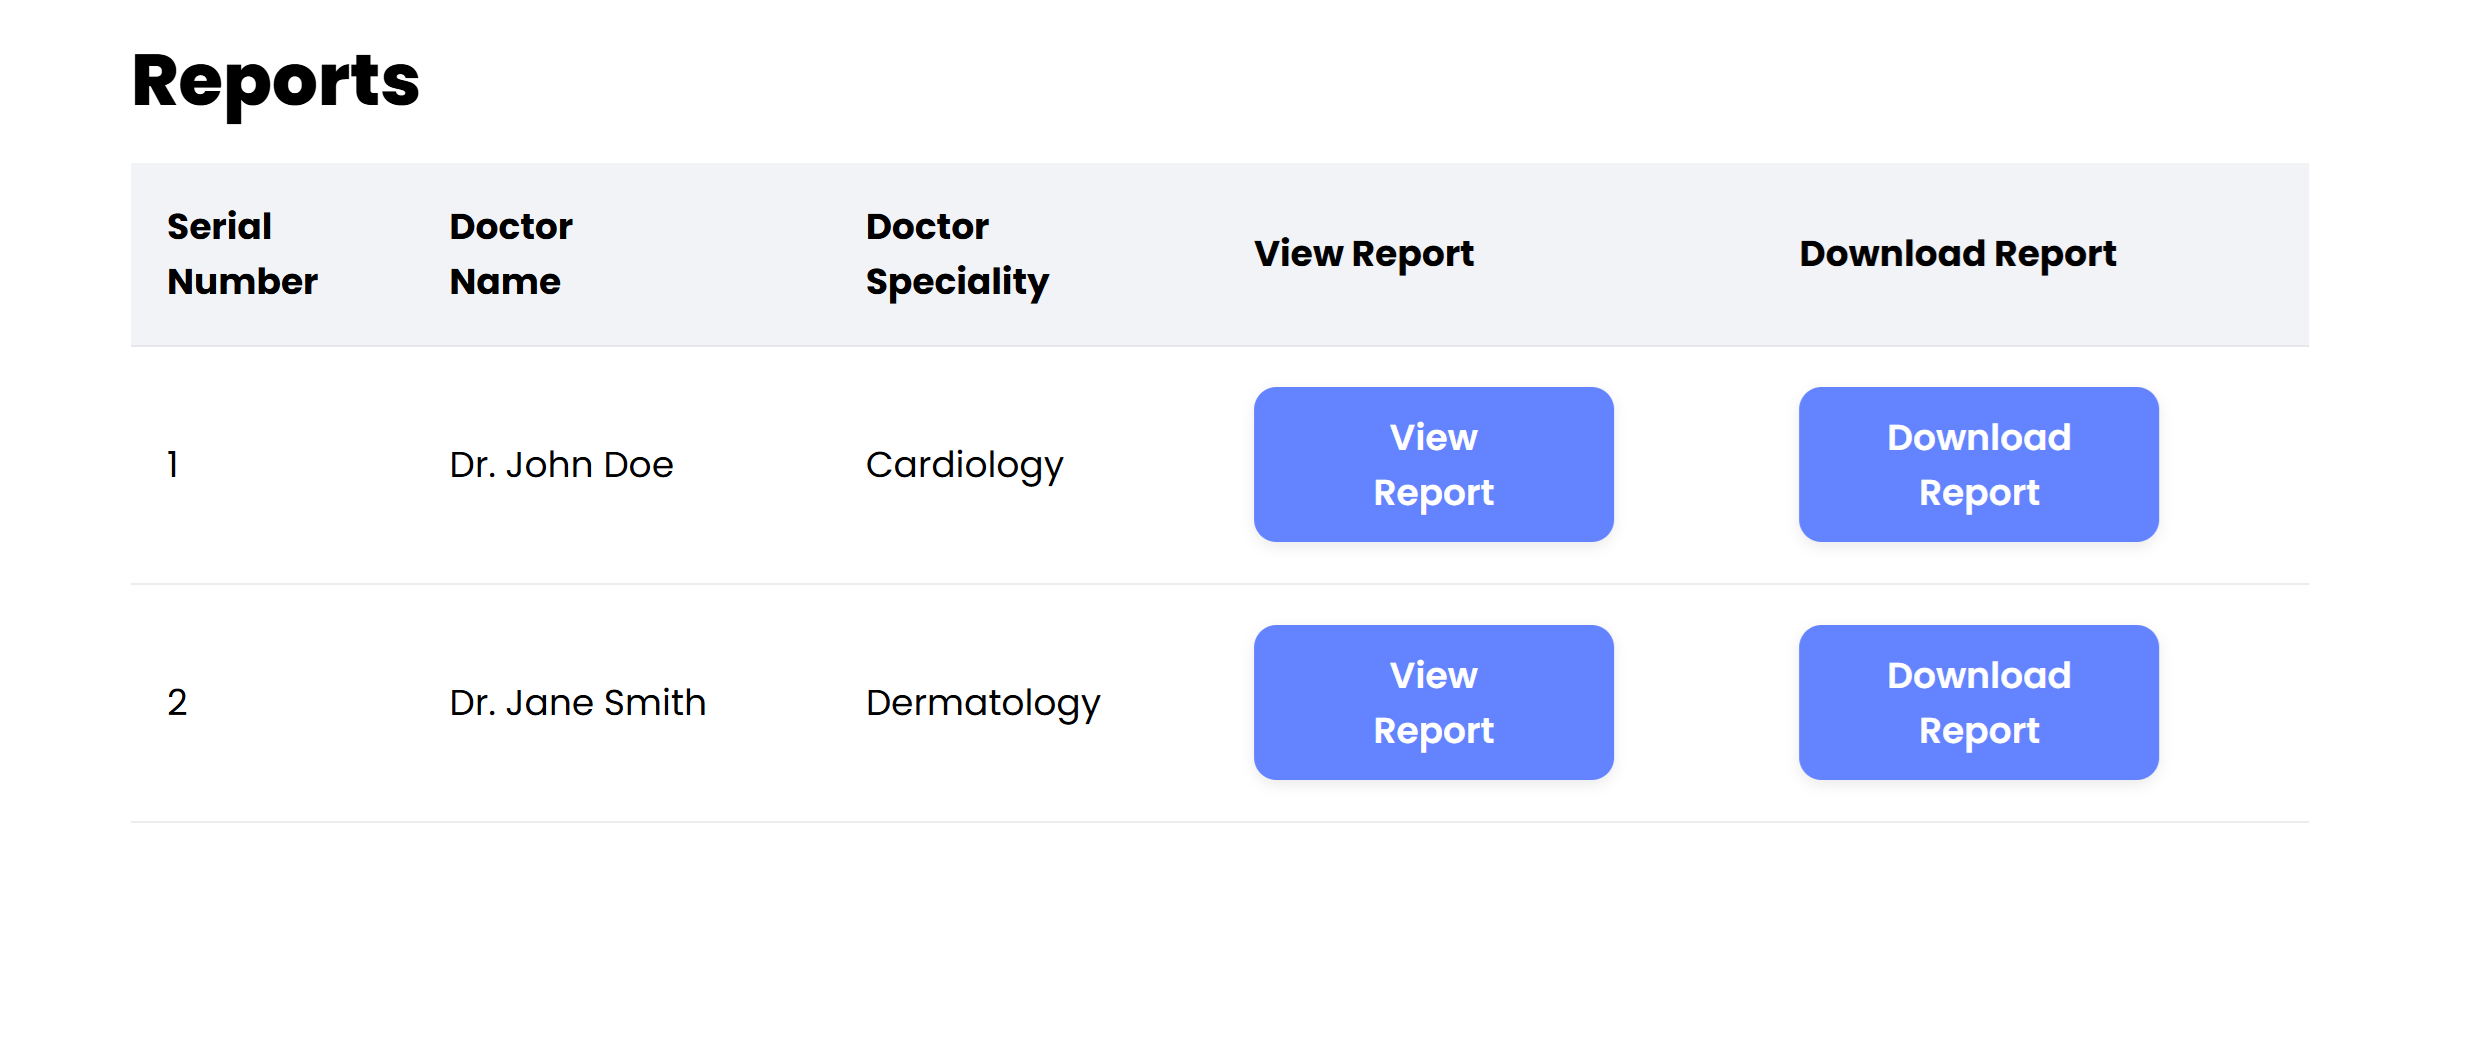 Reports
Serial Number
Doctor Name
Doctor Speciality
View Report
Download Report
1
Dr. John Doe
Cardiology
View
Report
Download
Report
2
Dr. Jane Smith
Dermatology
View
Report
Download
Report